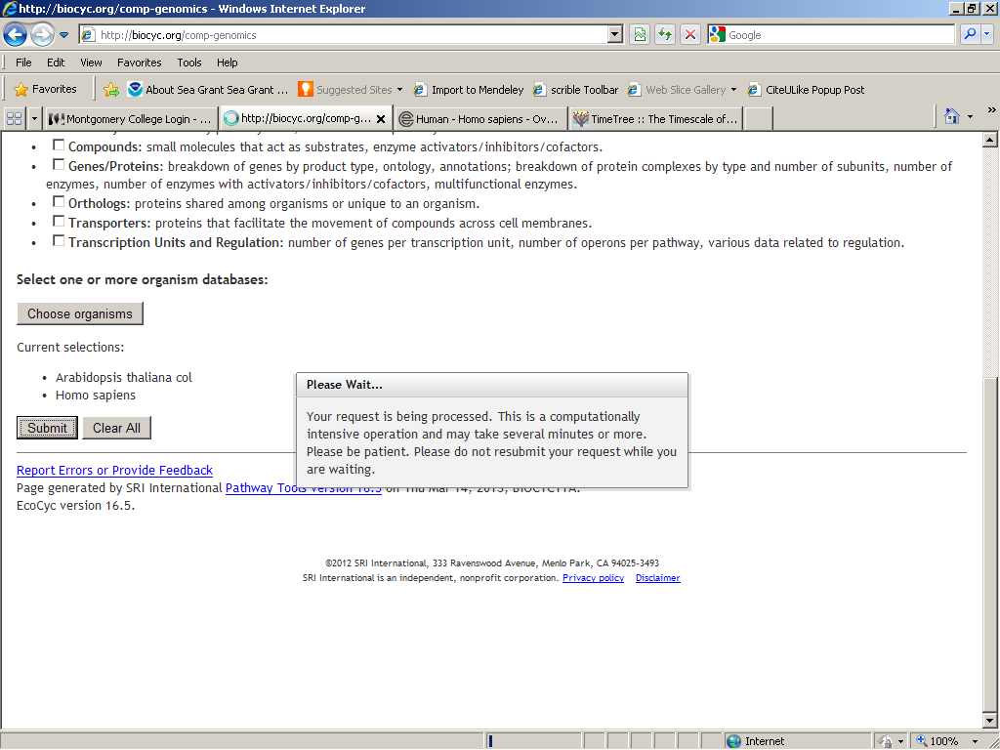 http://biocyc.org/comp-genomics - Windows Internet Explorer
http://biocyc.org/comp-genomics
Google
File Edit View Favorites Tools Help
Favorites About Sea Grant Sea Grant ... Suggested Sites Import to Mendeley scrible Toolbar Web Slice Gallery CiteULike Popup Post
Montgomery College Login - ... http://biocyc.org/comp-g... Human - Homo sapiens - Ov... TimeTree :: The Timescale of...
• Compounds: small molecules that act as substrates, enzyme activators/inhibitors/cofactors.
• Genes/Proteins: breakdown of genes by product type, ontology, annotations; breakdown of protein complexes by type and number of subunits, number of
enzymes, number of enzymes with activators/inhibitors/cofactors, multifunctional enzymes.
• Orthologs: proteins shared among organisms or unique to an organism.
• Transporters: proteins that facilitate the movement of compounds across cell membranes.
• Transcription Units and Regulation: number of genes per transcription unit, number of operons per pathway, various data related to regulation.
Select one or more organism databases:
Choose organisms
Current selections:
• Arabidopsis thaliana col
• Homo sapiens
Submit Clear All
Please Wait...
Your request is being processed. This is a computationally
intensive operation and may take several minutes or more.
Please be patient. Please do not resubmit your request while you
are waiting.
Report Errors or Provide Feedback
Page generated by SRI International Pathway Tools version 16.5 on Thu Mar 14, 2013, BIOCYC11A.
EcoCyc version 16.5.
©2012 SRI International, 333 Ravenswood Avenue, Menlo Park, CA 94025-3493
SRI International is an independent, nonprofit corporation. Privacy policy Disclaimer
Internet 100%